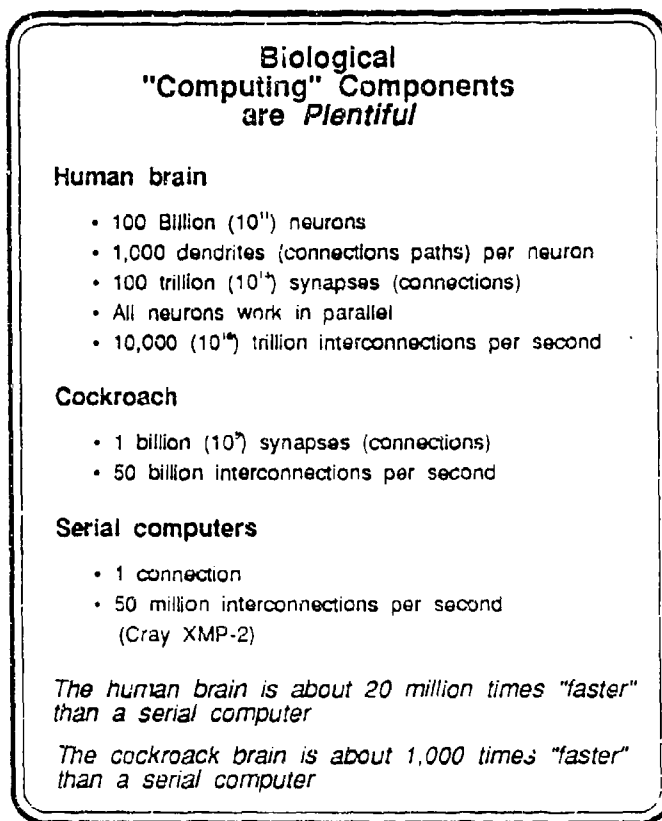 Biological
"Computing" Components
are Plentiful
Human brain
• 100 Billion (10¹¹) neurons
• 1,000 dendrites (connections paths) per neuron
• 100 trillion (10¹⁴) synapses (connections)
• All neurons work in parallel
• 10,000 (10¹⁶) trillion interconnections per second
Cockroach
• 1 billion (10⁹) synapses (connections)
• 50 billion interconnections per second
Serial computers
• 1 connection
• 50 million interconnections per second
(Cray XMP-2)
The human brain is about 20 million times "faster"
than a serial computer
The cockroack brain is about 1,000 times "faster"
than a serial computer